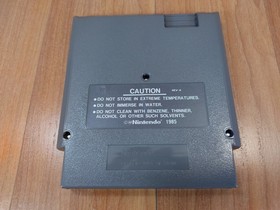 CAUTION
•DO NOT STORE IN EXTREME TEMPERATURES.
•DO NOT IMMERSE IN WATER.
•DO NOT CLEAN WITH BENZENE, THINNER,
ALCOHOL OR OTHER SUCH SOLVENTS.
Nintendo 1985